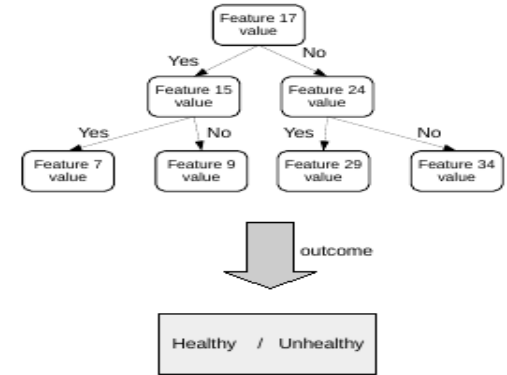 Feature 17
value
Yes
No
Feature 15
value
Feature 24
value
Yes
No
Yes
No
Feature 7
value
Feature 9
value
Feature 29
value
Feature 34
value
outcome
Healthy / Unhealthy